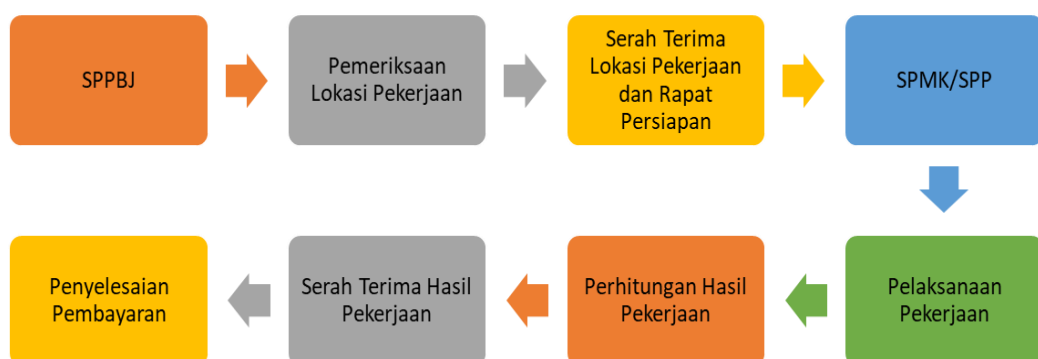 SPPBJ
Pemeriksaan
Lokasi Pekerjaan
Serah Terima
Lokasi Pekerjaan
dan Rapat
Persiapan
SPMK/SPP
Pelaksanaan
Pekerjaan
Perhitungan Hasil
Pekerjaan
Serah Terima Hasil
Pekerjaan
Penyelesaian
Pembayaran